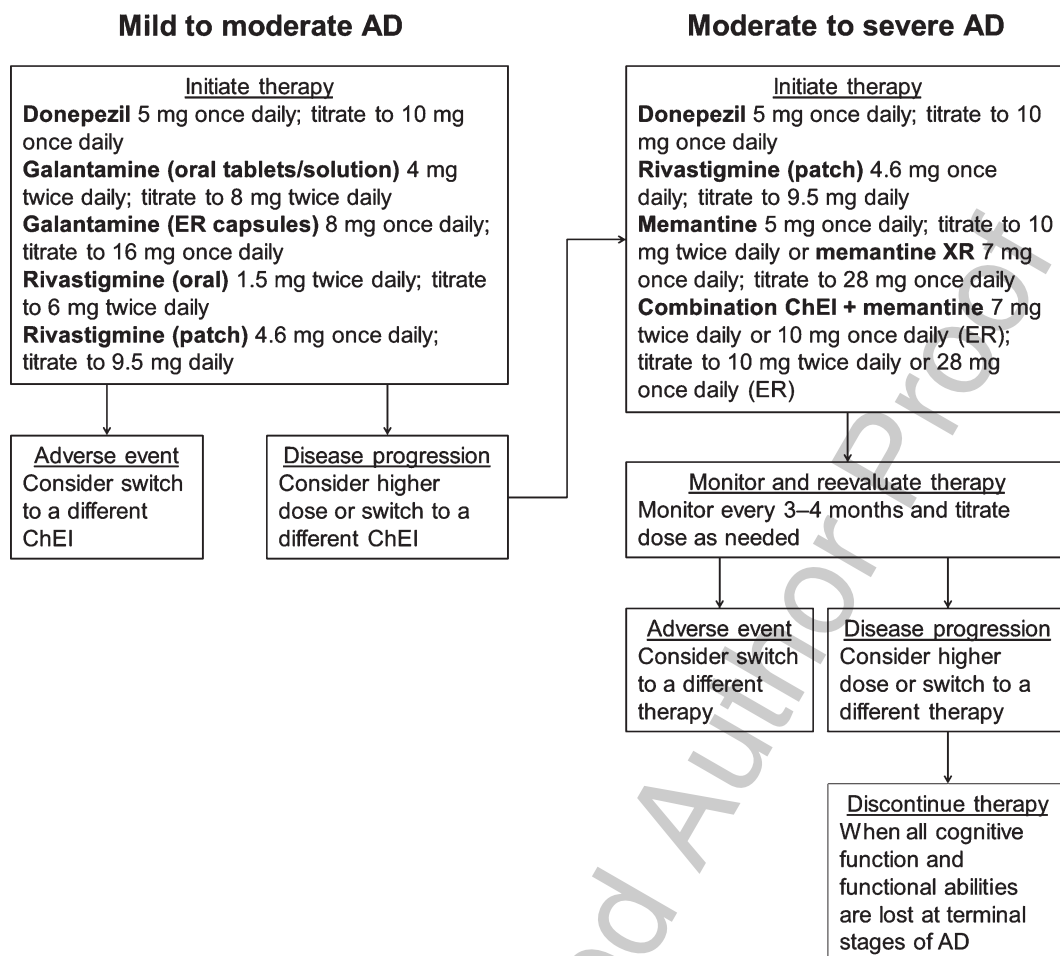 Mild to moderate AD
Initiate therapy
Donepezil 5 mg once daily; titrate to 10 mg
once daily
Galantamine (oral tablets/solution) 4 mg
twice daily; titrate to 8 mg twice daily
Galantamine (ER capsules) 8 mg once daily;
titrate to 16 mg once daily
Rivastigmine (oral) 1.5 mg twice daily; titrate
to 6 mg twice daily
Rivastigmine (patch) 4.6 mg once daily;
titrate to 9.5 mg daily
Adverse event
Consider switch
to a different
ChEI
Disease progression
Consider higher
dose or switch to a
different ChEI
Moderate to severe AD
Initiate therapy
Donepezil 5 mg once daily; titrate to 10
mg once daily
Rivastigmine (patch) 4.6 mg once
daily; titrate to 9.5 mg daily
Memantine 5 mg once daily; titrate to 10
mg twice daily or memantine XR 7 mg
once daily; titrate to 28 mg once daily
Combination ChEI + memantine 7 mg
twice daily or 10 mg once daily (ER);
titrate to 10 mg twice daily or 28 mg
once daily (ER)
Monitor and reevaluate therapy
Monitor every 3–4 months and titrate
dose as needed
Adverse event
Consider switch
to a different
therapy
Disease progression
Consider higher
dose or switch to a
different therapy
Discontinue therapy
When all cognitive
function and
functional abilities
are lost at terminal
stages of AD
Author Proof